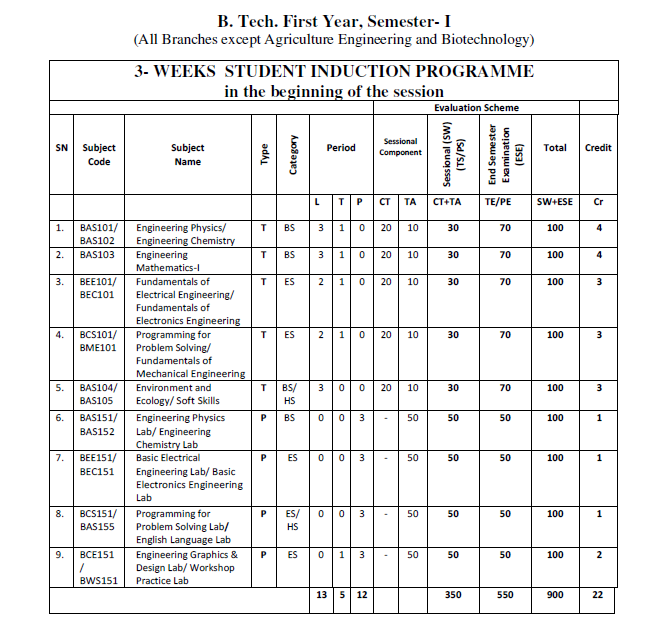 B. Tech. First Year, Semester- I
(All Branches except Agriculture Engineering and Biotechnology)
3- WEEKS STUDENT INDUCTION PROGRAMME
in the beginning of the session
Evaluation Scheme
SN Subject Code Subject Name Type Category Period Sessional Component Sessional (SW) (TS/PS) End Semester Examination (ESE) Total Credit
L T P CT TA CT+TA TE/PE SW+ESE Cr
1. BAS101/ Engineering Physics/ T BS 3 1 0 20 10 30 70 100 4
BAS102 Engineering Chemistry
2. BAS103 Engineering T BS 3 1 0 20 10 30 70 100 4
Mathematics-I
3. BEE101/ Fundamentals of T ES 2 1 0 20 10 30 70 100 3
BEC101 Electrical Engineering/
Fundamentals of
Electronics Engineering
4. BCS101/ Programming for T ES 2 1 0 20 10 30 70 100 3
BME101 Problem Solving/
Fundamentals of
Mechanical Engineering
5. BAS104/ Environment and T BS/ 3 0 0 20 10 30 70 100 3
BAS105 Ecology/ Soft Skills HS
6. BAS151/ Engineering Physics P BS 0 0 3 - 50 50 50 100 1
BAS152 Lab/ Engineering
Chemistry Lab
7. BEE151/ Basic Electrical P ES 0 0 3 - 50 50 50 100 1
BEC151 Engineering Lab/ Basic
Electronics Engineering
Lab
8. BCS151/ Programming for P ES/ 0 0 3 - 50 50 50 100 1
BAS155 Problem Solving Lab/ HS
English Language Lab
9. BCE151 Engineering Graphics & P ES 0 1 3 - 50 50 50 100 2
/ Design Lab/ Workshop
BWS151 Practice Lab
13 5 12 350 550 900 22